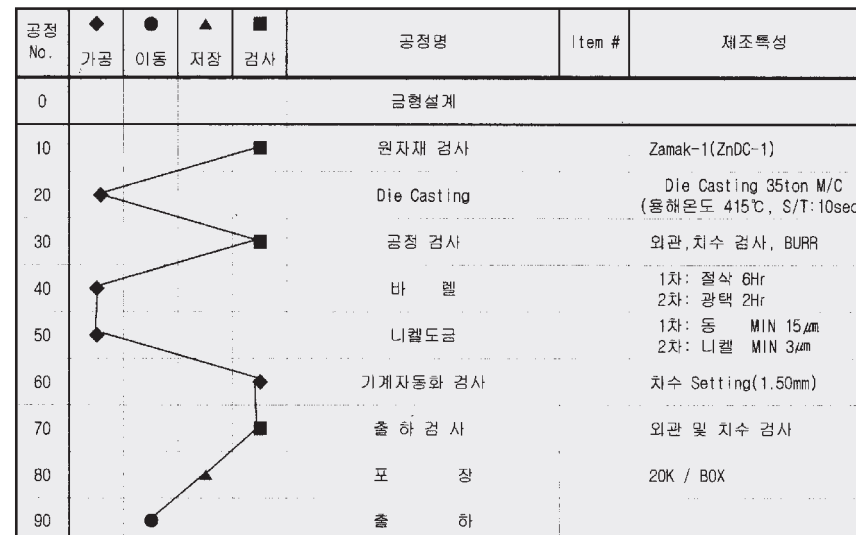 공정 No. ◆ 가공 ● 이동 ▲ 저장 ■ 검사 공정명 Item # 제조특성
0 금형설계
10 원자재 검사 Zamak-1(ZnDC-1)
20 Die Casting Die Casting 35ton M/C
(용해온도 415℃, S/T:10sec
30 공정 검사 외관,치수 검사, BURR
40 바 렐 1차: 절삭 6Hr
2차: 광택 2Hr
50 니켈도금 1차: 동 MIN 15㎛
2차: 니켈 MIN 3㎛
60 기계자동화 검사 치수 Setting(1.50mm)
70 출 하 검 사 외관 및 치수 검사
80 포 장 20K / BOX
90 출 하